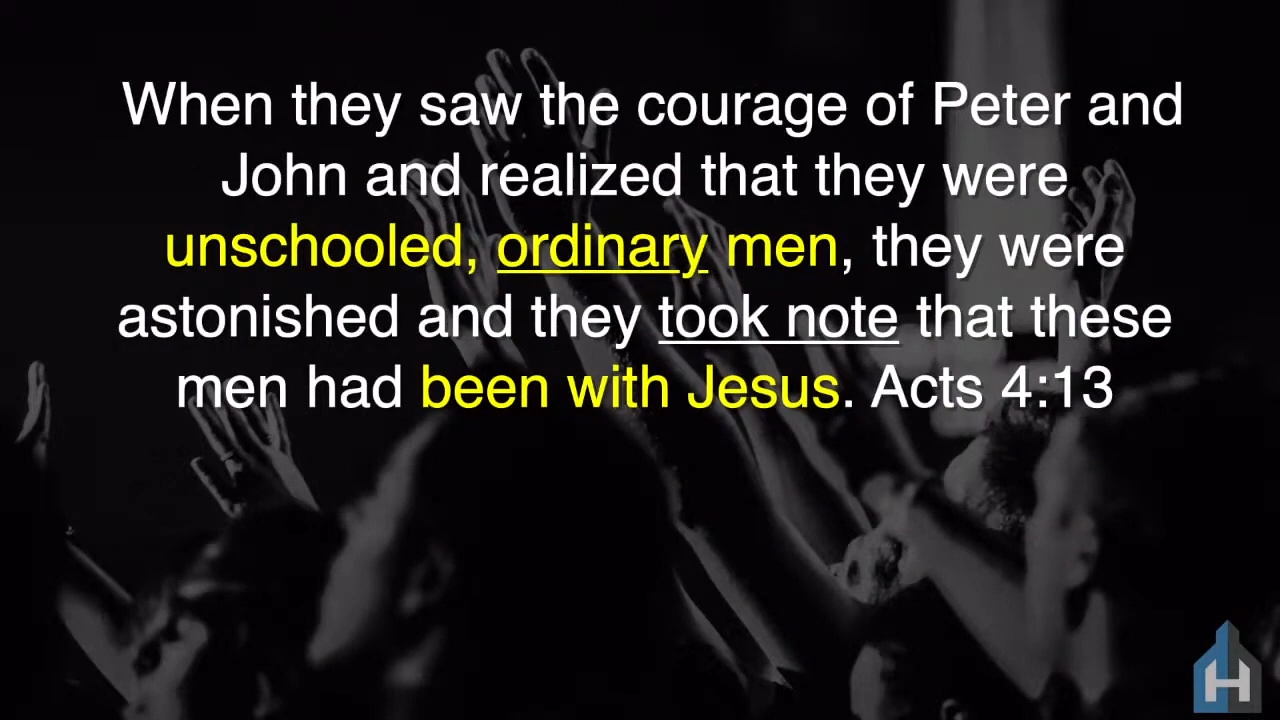 When they saw the courage of Peter and
John and realized that they were
unschooled, ordinary men, they were
astonished and they took note that these
men had been with Jesus. Acts 4:13
H